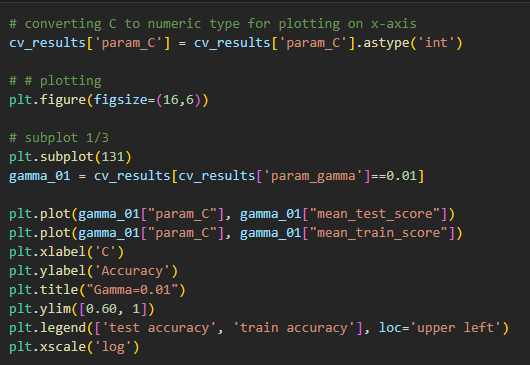 # converting C to numeric type for plotting on x-axis
cv_results['param_C'] = cv_results['param_C'].astype('int')
# # plotting
plt.figure(figsize=(16,6))
# subplot 1/3
plt.subplot(131)
gamma_01 = cv_results[cv_results['param_gamma']==0.01]
plt.plot(gamma_01["param_C"], gamma_01["mean_test_score"])
plt.plot(gamma_01["param_C"], gamma_01["mean_train_score"])
plt.xlabel('C')
plt.ylabel('Accuracy')
plt.title("Gamma=0.01")
plt.ylim([0.60, 1])
plt.legend(['test accuracy', 'train accuracy'], loc='upper left')
plt.xscale('log')